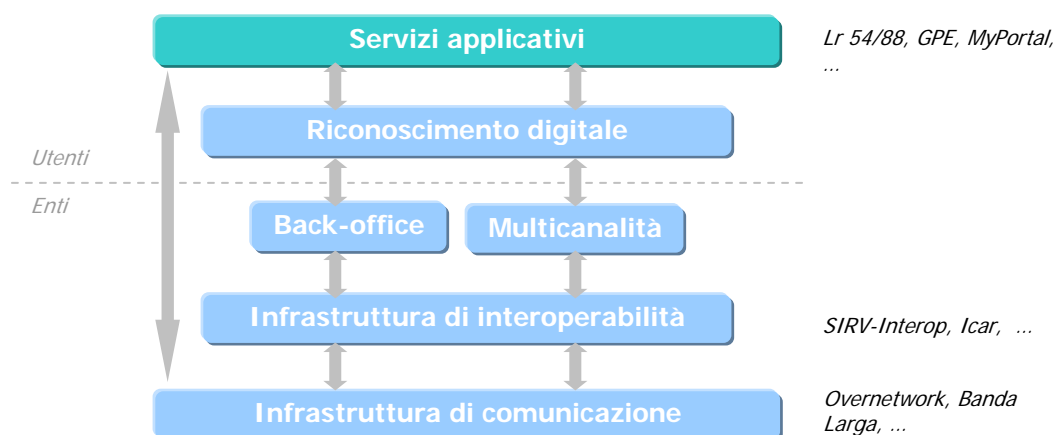 Servizi applicativi
Lr 54/88, GPE, MyPortal,
...
Riconoscimento digitale
Utenti
Enti
Back-office
Multicanalità
Infrastruttura di interoperabilità
SIRV-Interop, Icar, ...
Infrastruttura di comunicazione
Overnetwork, Banda
Larga, ...